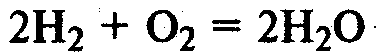 2H₂ + O₂ = 2H₂O